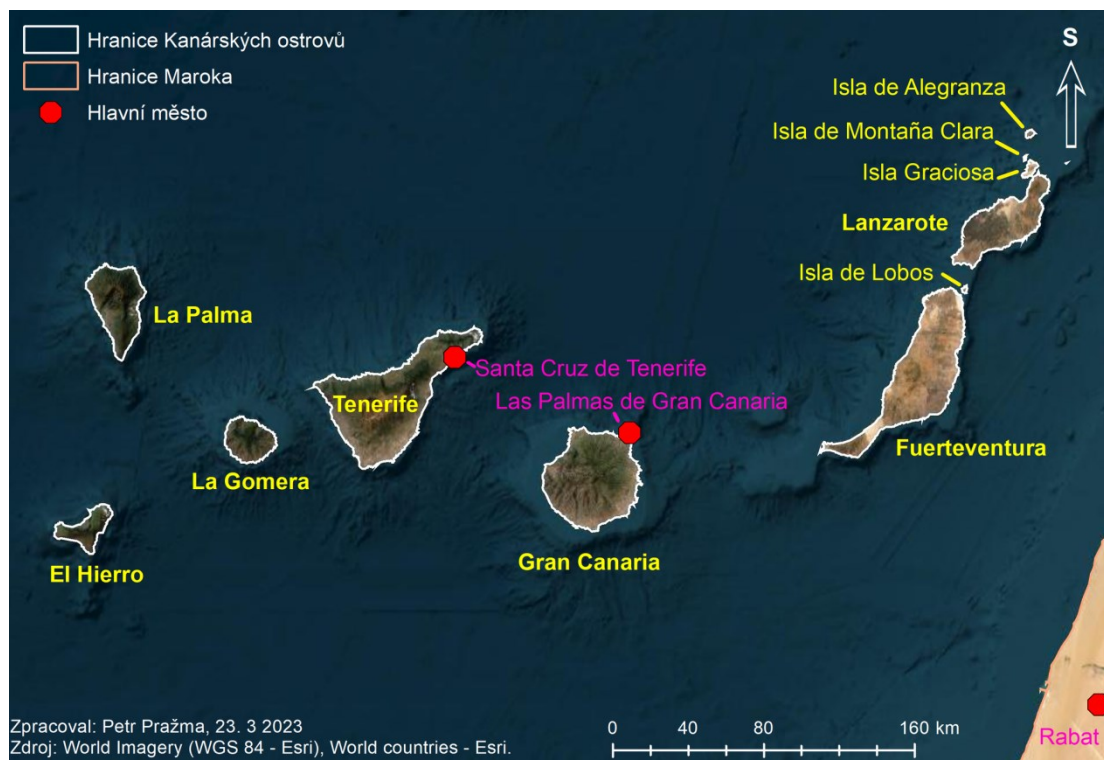 Hranice Kanárských ostrovů
Hranice Maroka
Hlavní město
S
Isla de Alegranza
Isla de Montaña Clara
Isla Graciosa
Lanzarote
Isla de Lobos
La Palma
Santa Cruz de Tenerife
Tenerife
Las Palmas de Gran Canaria
Fuerteventura
La Gomera
Gran Canaria
El Hierro
Zpracoval: Petr Pražma, 23. 3 2023
Zdroj: World Imagery (WGS 84 - Esri), World countries - Esri.
0 40 80 160 km
Rabat